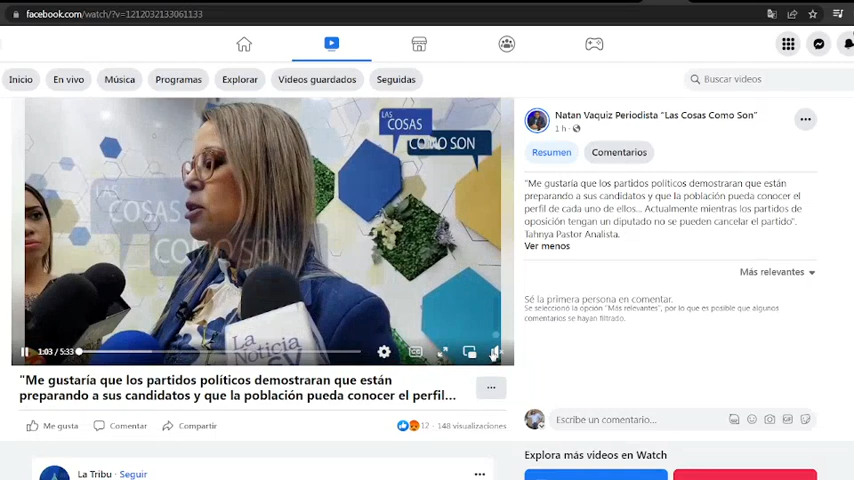 facebook.com/watch/?v=1212032133061133
Inicio
En vivo
Música
Programas
Explorar
Videos guardados
Seguidas
Buscar videos
LAS
COSAS
COMO SON
LAS
COSAS
COMO SON
La
Noticia
SV
1:03 / 5:33
Natan Vaquiz Periodista "Las Cosas Como Son"
1 h ·
Resumen
Comentarios
"Me gustaría que los partidos políticos demostraran que están
preparando a sus candidatos y que la población pueda conocer el
perfil de cada uno de ellos... Actualmente mientras los partidos de
oposición tengan un diputado no se pueden cancelar el partido".
Tahnya Pastor Analista.
Ver menos
Más relevantes
Sé la primera persona en comentar.
Se seleccionó la opción "Más relevantes", por lo que es posible que algunos
comentarios se hayan filtrado.
"Me gustaría que los partidos políticos demostraran que están
preparando a sus candidatos y que la población pueda conocer el perfil...
Me gusta
Comentar
Compartir
12 · 148 visualizaciones
Escribe un comentario...
GIF
La Tribu · Seguir
Explora más videos en Watch